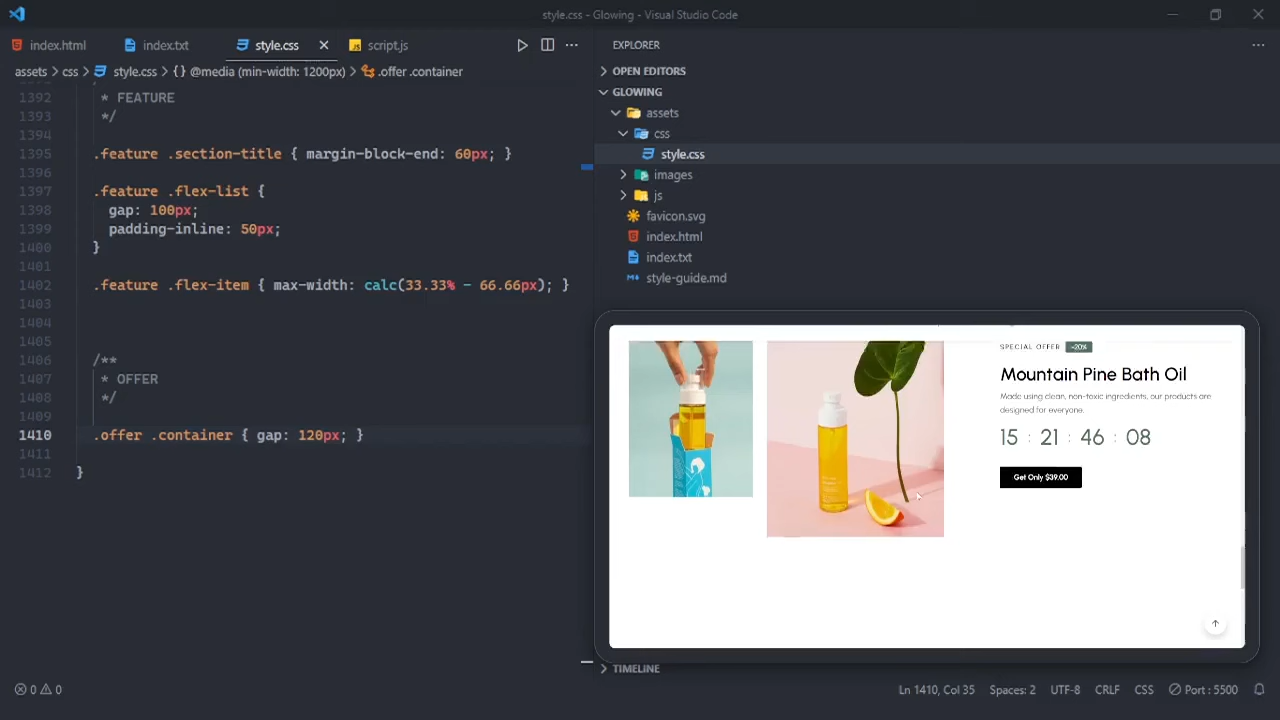 style.css - Glowing - Visual Studio Code
index.html
index.txt
style.css
script.js
assets > css > style.css > {} @media (min-width: 1200px) > .offer .container
1392 * FEATURE
1393 */
1394
1395 .feature .section-title { margin-block-end: 60px; }
1396
1397 .feature .flex-list {
1398 gap: 100px;
1399 padding-inline: 50px;
1400 }
1401
1402 .feature .flex-item { max-width: calc(33.33% - 66.66px); }
1403
1404
1405
1406 /**
1407 * OFFER
1408 */
1409
1410 .offer .container { gap: 120px; }
1411
1412 }
EXPLORER
OPEN EDITORS
GLOWING
assets
css
style.css
images
js
favicon.svg
index.html
index.txt
style-guide.md
SPECIAL OFFER -20%
Mountain Pine Bath Oil
Made using clean, non-toxic ingredients, our products are
designed for everyone.
15 : 21 : 46 : 08
Get Only $39.00
TIMELINE
0 0
Ln 1410, Col 35 Spaces: 2 UTF-8 CRLF CSS Port : 5500